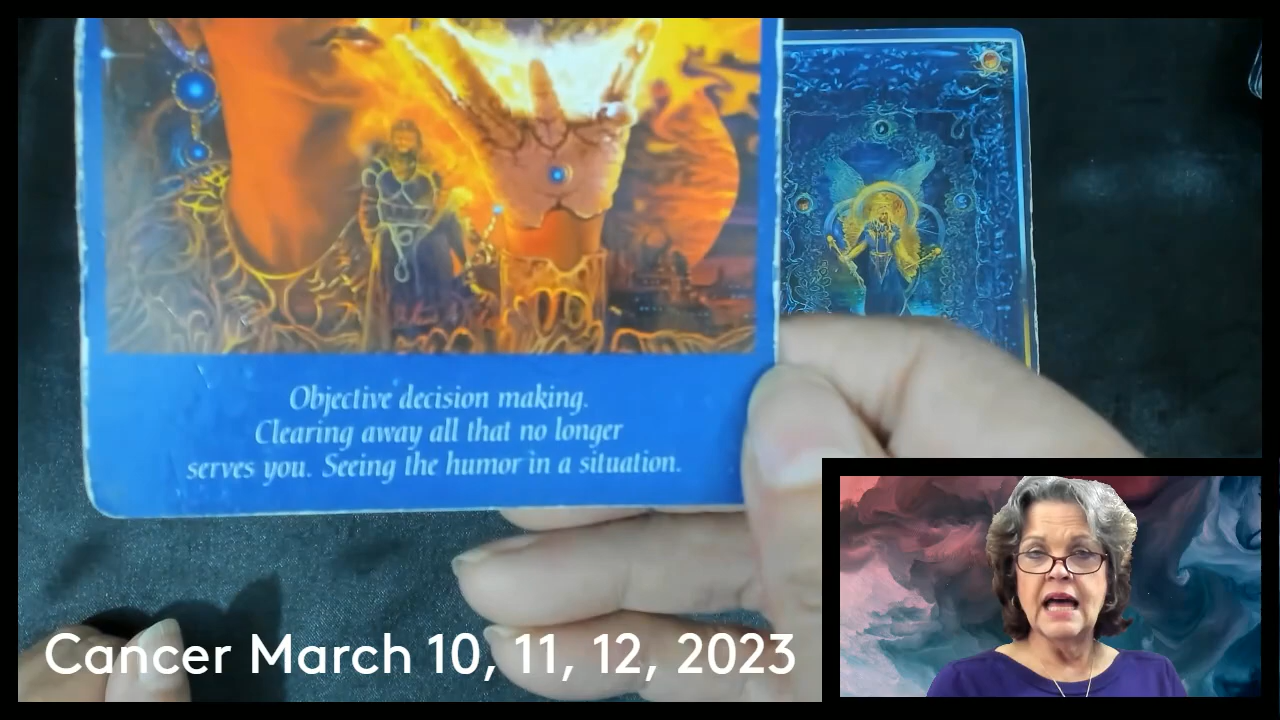 Objective decision making.
Clearing away all that no longer
serves you. Seeing the humor in a situation.
Cancer March 10, 11, 12, 2023